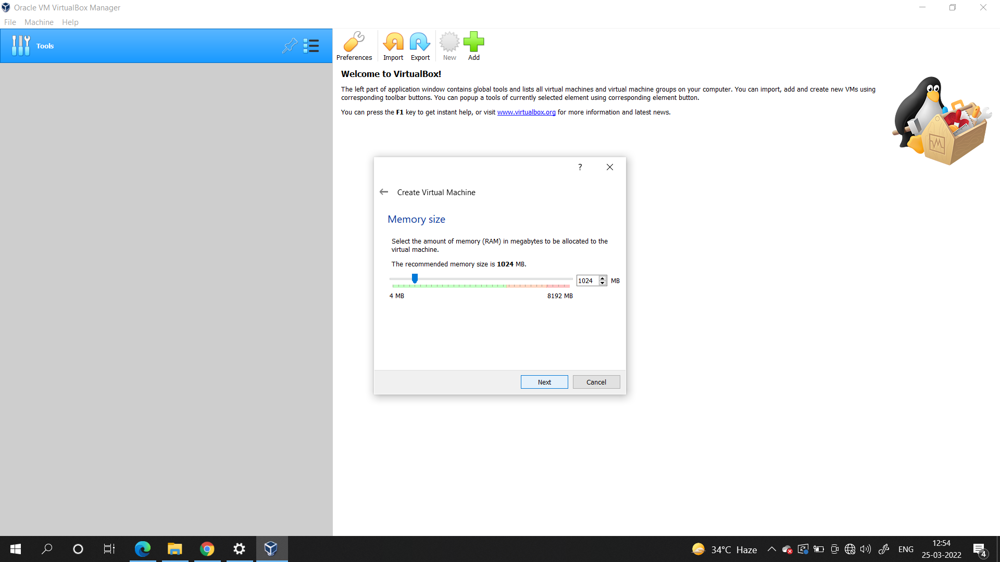 Oracle VM VirtualBox Manager
File Machine Help
Tools
Preferences Import Export New Add
Welcome to VirtualBox!
The left part of application window contains global tools and lists all virtual machines and virtual machine groups on your computer. You can import, add and create new VMs using
corresponding toolbar buttons. You can popup a tools of currently selected element using corresponding element button.
You can press the F1 key to get instant help, or visit www.virtualbox.org for more information and latest news.
?
Create Virtual Machine
Memory size
Select the amount of memory (RAM) in megabytes to be allocated to the
virtual machine.
The recommended memory size is 1024 MB.
1024 MB
4 MB 8192 MB
Next Cancel
34°C Haze ENG 12:54
25-03-2022
4